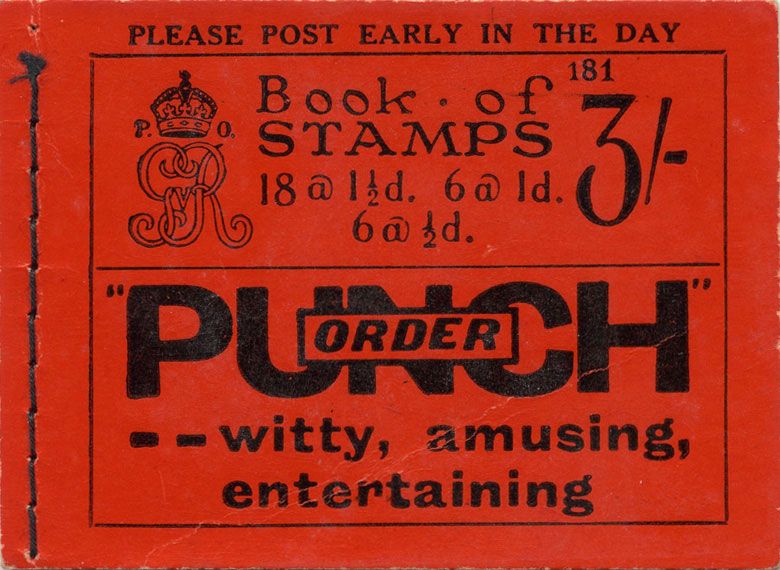 PLEASE POST EARLY IN THE DAY
181
P. O.
Book · of
STAMPS 3/-
18 @ 1½d. 6 @ 1d.
6 @ ½d.
GVR
"PUNCH"
ORDER
-- witty, amusing,
entertaining